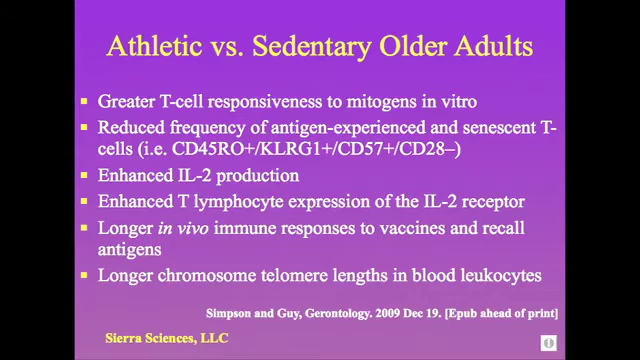 Athletic vs. Sedentary Older Adults
Greater T-cell responsiveness to mitogens in vitro
Reduced frequency of antigen-experienced and senescent T-
cells (i.e. CD45RO+/KLRG1+/CD57+/CD28–)
Enhanced IL-2 production
Enhanced T lymphocyte expression of the IL-2 receptor
Longer in vivo immune responses to vaccines and recall
antigens
Longer chromosome telomere lengths in blood leukocytes
Simpson and Guy, Gerontology. 2009 Dec 19. [Epub ahead of print]
Sierra Sciences, LLC